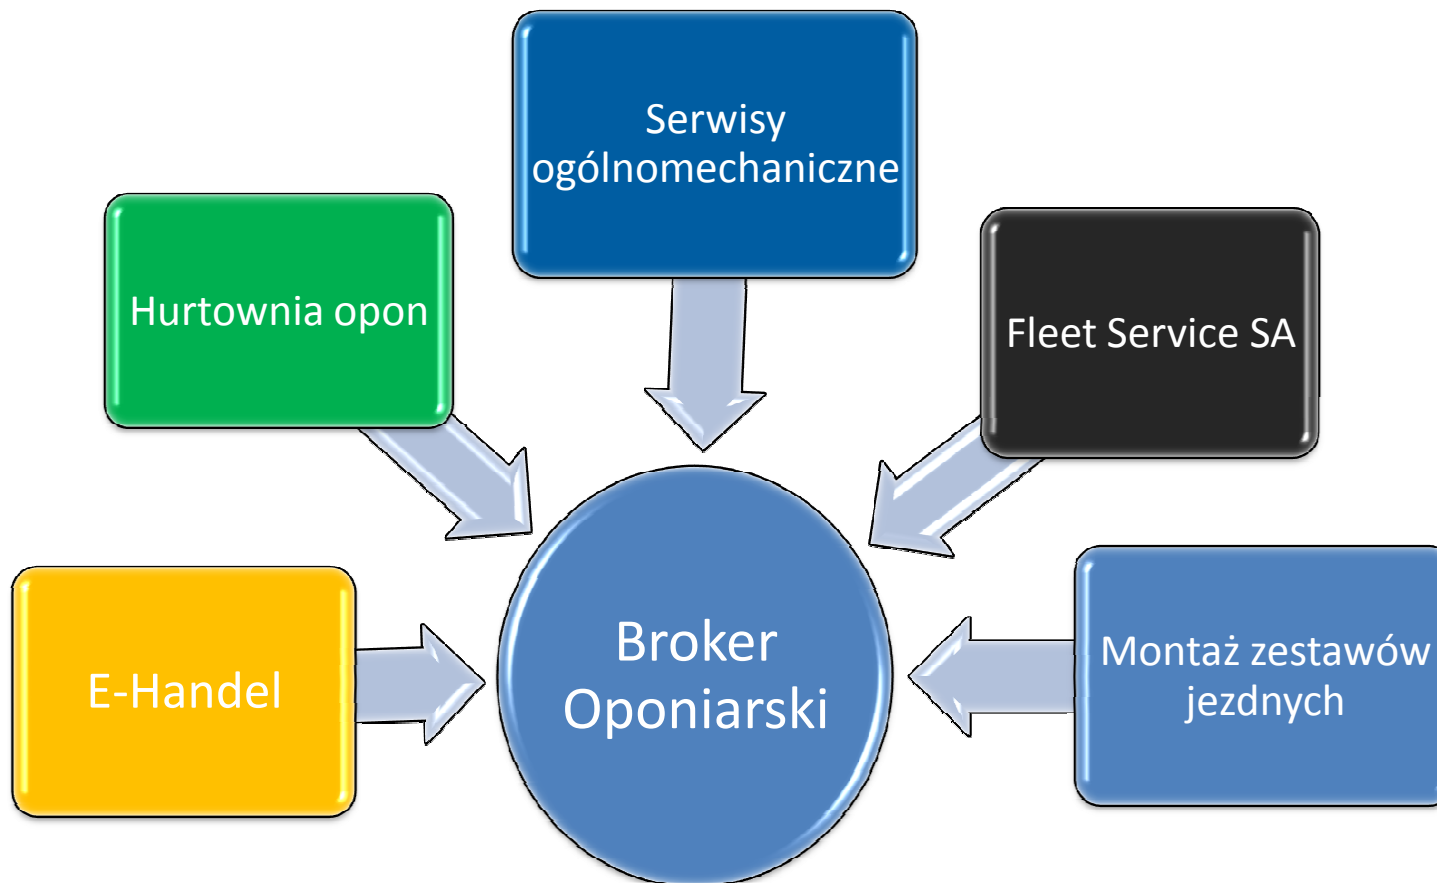 Serwisy
ogólnomechaniczne
Hurtownia opon
Fleet Service SA
E-Handel
Broker
Oponiarski
Montaż zestawów
jezdnych